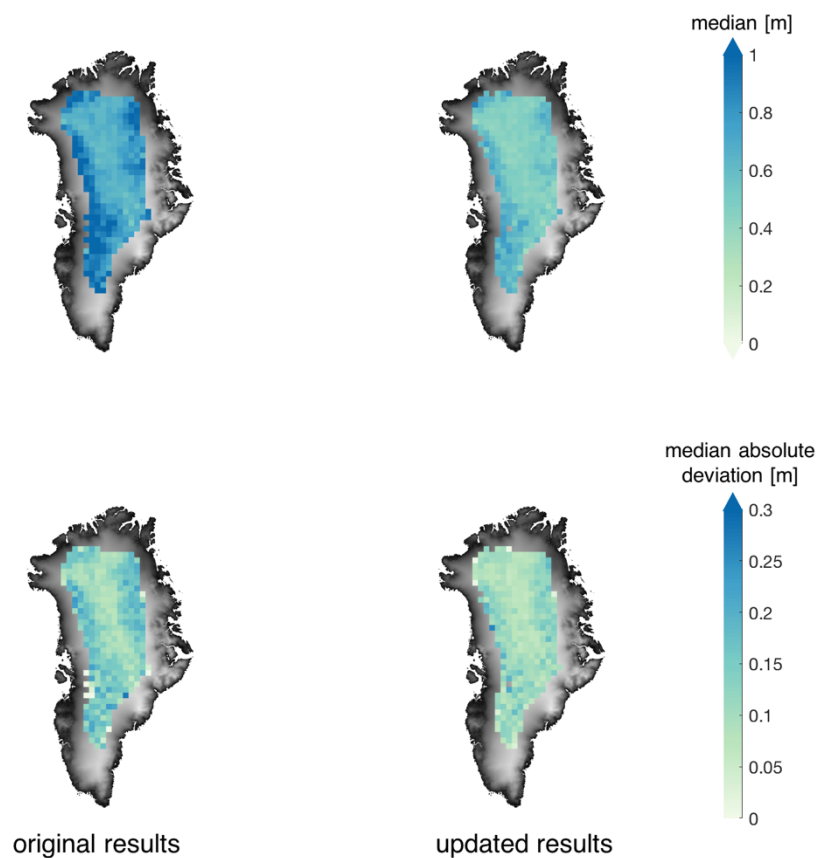 median [m]
1
0.8
0.6
0.4
0.2
0
median absolute
deviation [m]
0.3
0.25
0.2
0.15
0.1
0.05
0
original results
updated results